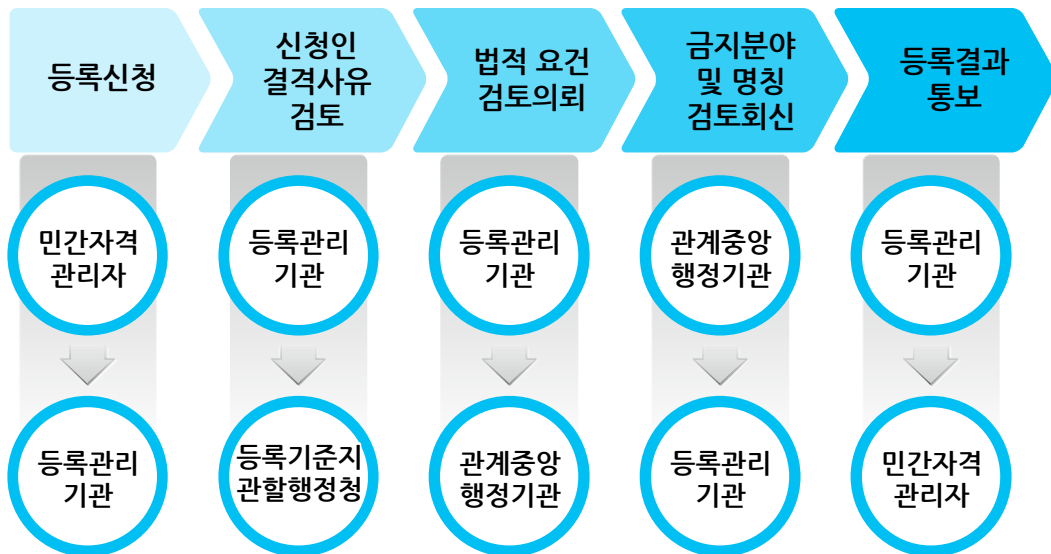 등록신청
신청인
결격사유
검토
법적 요건
검토의뢰
금지분야
및 명칭
검토회신
등록결과
통보
민간자격
관리자
등록관리
기관
등록관리
기관
관계중앙
행정기관
등록관리
기관
등록관리
기관
등록기준지
관할행정청
관계중앙
행정기관
등록관리
기관
민간자격
관리자